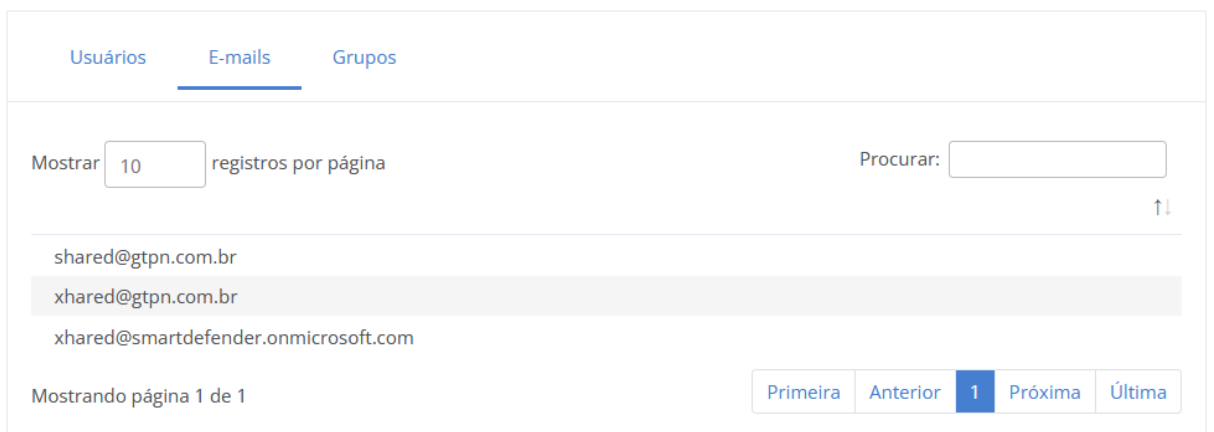 Usuários E-mails Grupos
Mostrar 10 registros por página Procurar:
shared@gtpn.com.br
xhared@gtpn.com.br
xhared@smartdefender.onmicrosoft.com
Mostrando página 1 de 1 Primeira Anterior 1 Próxima Última